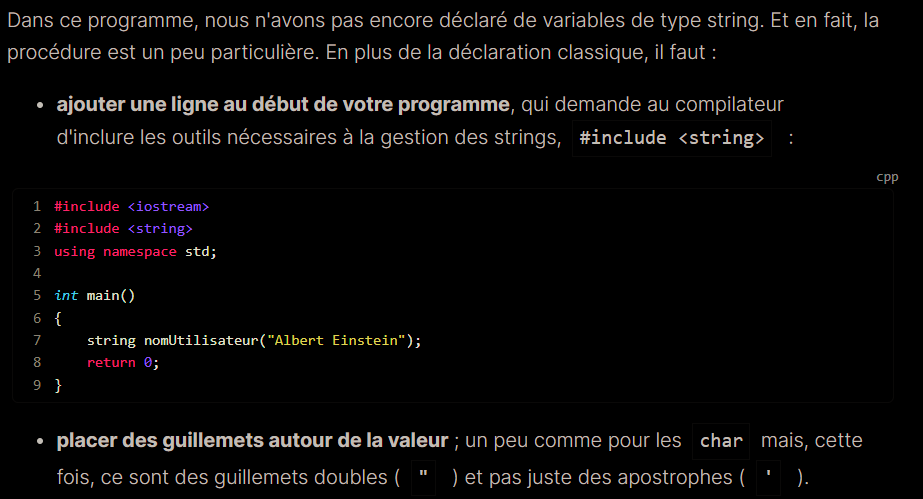 Dans ce programme, nous n'avons pas encore déclaré de variables de type string. Et en fait, la
procédure est un peu particulière. En plus de la déclaration classique, il faut :
• ajouter une ligne au début de votre programme, qui demande au compilateur
d'inclure les outils nécessaires à la gestion des strings, #include <string> :
cpp
1 #include <iostream>
2 #include <string>
3 using namespace std;
4
5 int main()
6 {
7     string nomUtilisateur("Albert Einstein");
8     return 0;
9 }
• placer des guillemets autour de la valeur ; un peu comme pour les char mais, cette
fois, ce sont des guillemets doubles ( " ) et pas juste des apostrophes ( ' ).